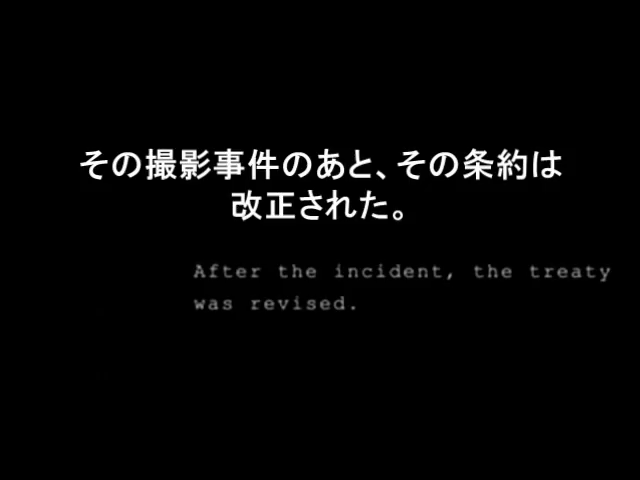 その撮影事件のあと、その条約は
改正された。
After the incident, the treaty
was revised.